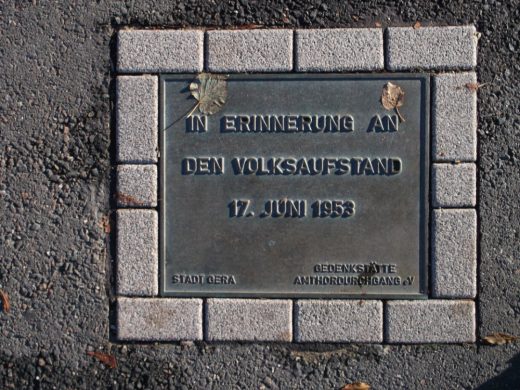 IN ERINNERUNG AN
DEN VOLKSAUFSTAND
17. JUNI 1953
STADT GERA
GEDENKSTÄTTE
AMTHORDURCHGANG e.V